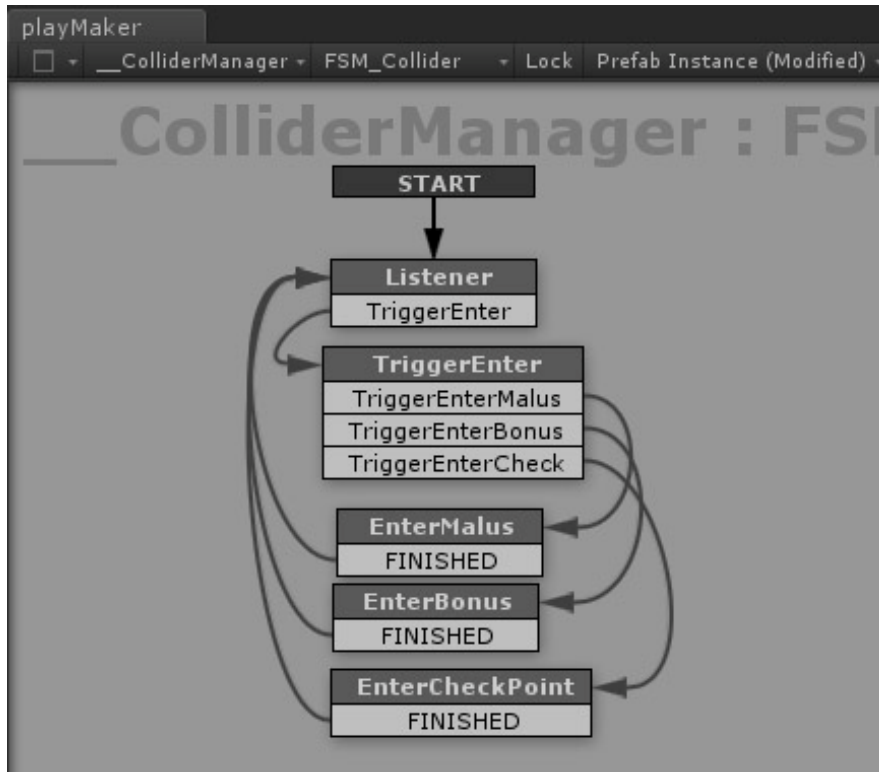 playMaker
__ColliderManager FSM_Collider Lock Prefab Instance (Modified)
__ColliderManager : FS
START
Listener
TriggerEnter
TriggerEnter
TriggerEnterMalus
TriggerEnterBonus
TriggerEnterCheck
EnterMalus
FINISHED
EnterBonus
FINISHED
EnterCheckPoint
FINISHED